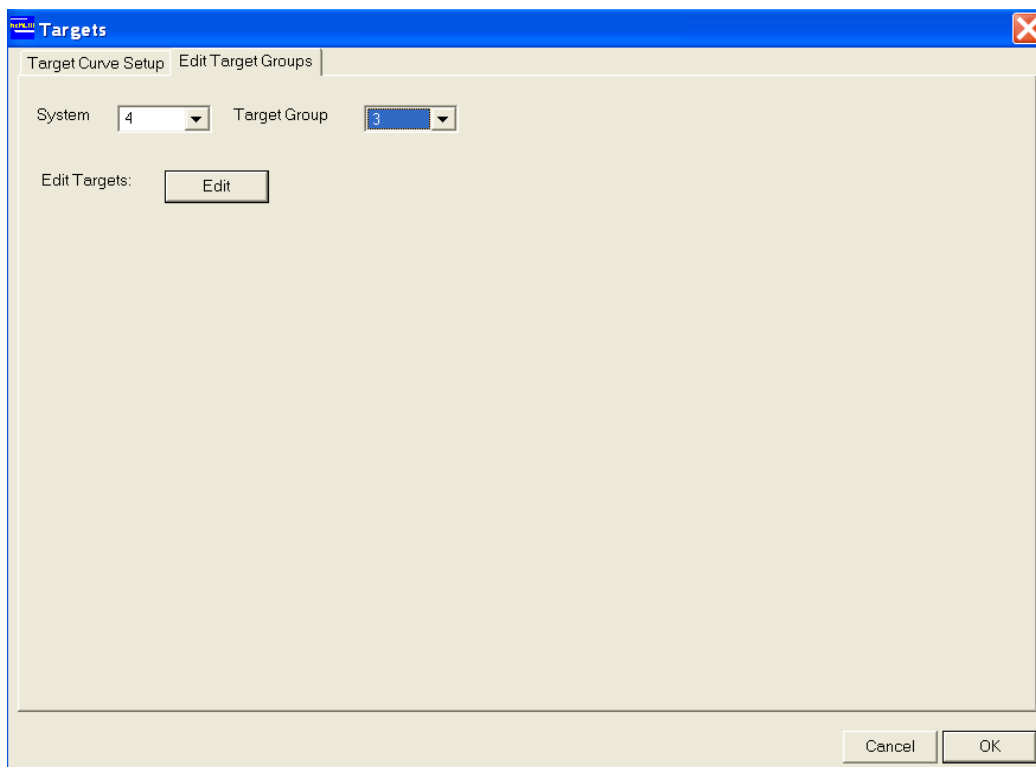 Targets
Target Curve Setup Edit Target Groups
System 4 Target Group 3
Edit Targets: Edit
Cancel OK